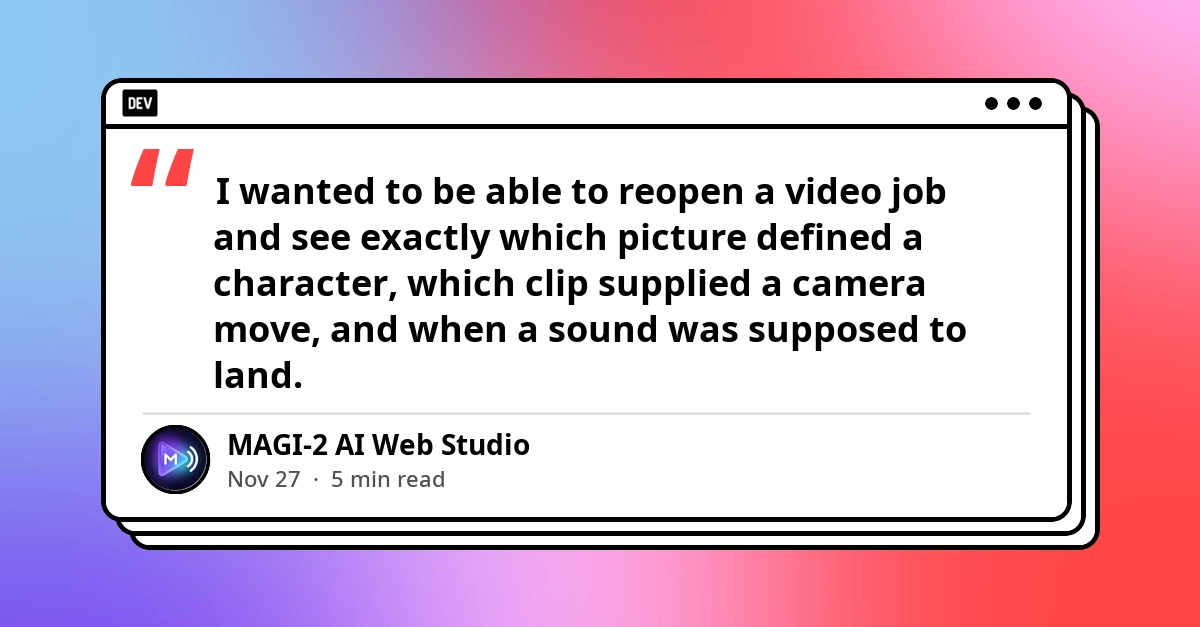 DEV
“ I wanted to be able to reopen a video job
and see exactly which picture defined a
character, which clip supplied a camera
move, and when a sound was supposed to
land.
M
MAGI-2 AI Web Studio
Nov 27 · 5 min read